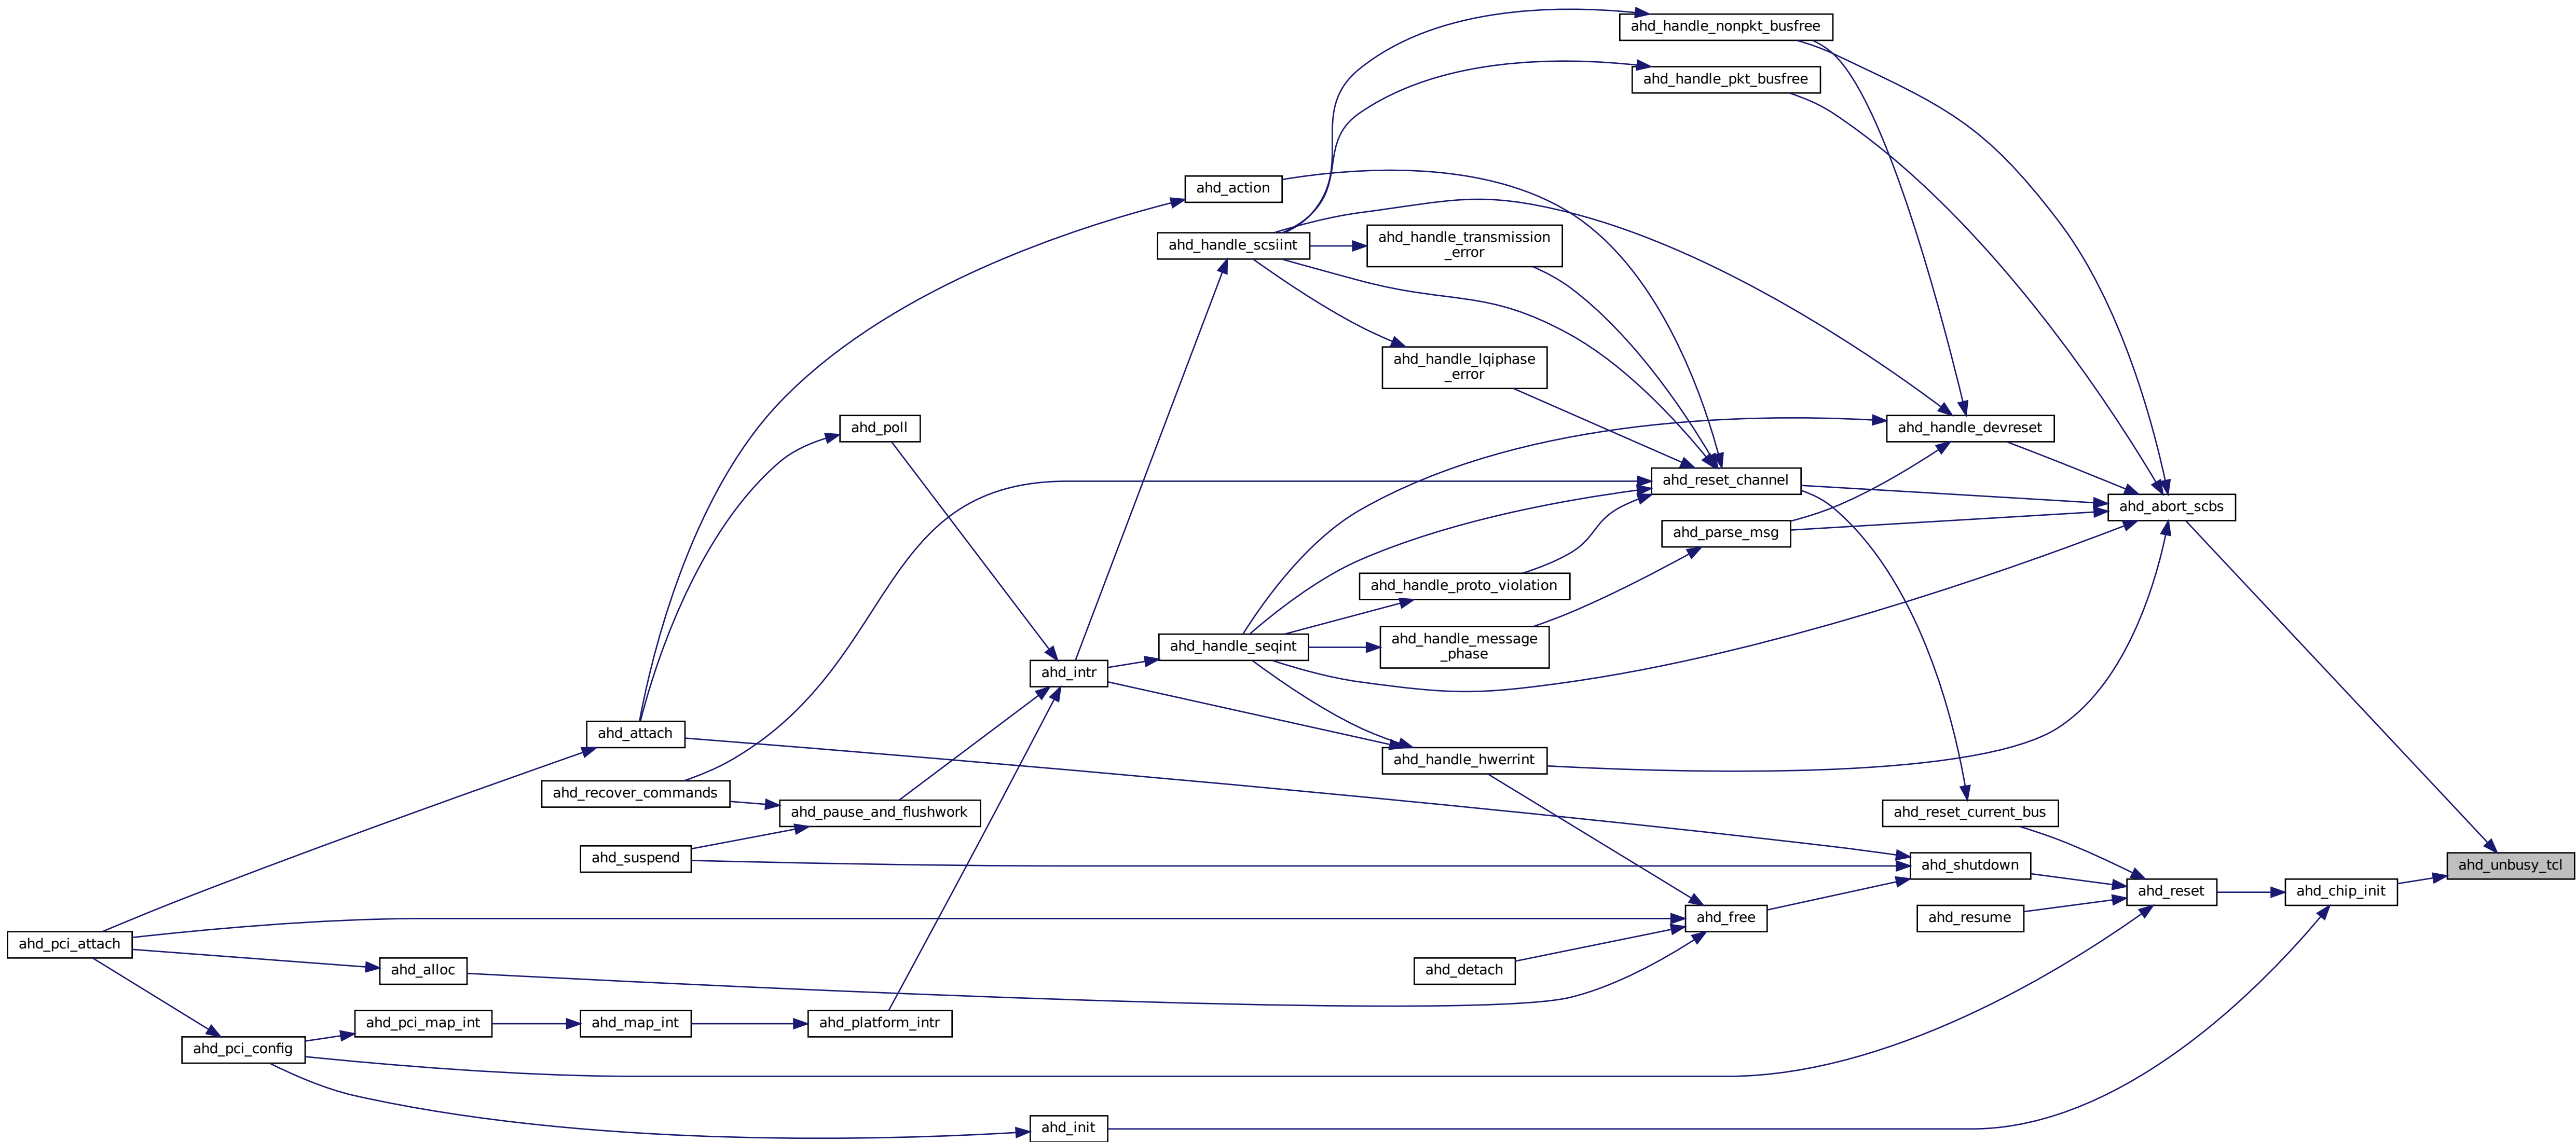 ahd_handle_nonpkt_busfree
ahd_handle_pkt_busfree
ahd_action
ahd_handle_scsiint
ahd_handle_transmission
_error
ahd_handle_lqiphase
_error
ahd_poll
ahd_handle_devreset
ahd_reset_channel
ahd_abort_scbs
ahd_parse_msg
ahd_handle_proto_violation
ahd_handle_seqint
ahd_handle_message
_phase
ahd_intr
ahd_attach
ahd_handle_hwerrint
ahd_recover_commands
ahd_pause_and_flushwork
ahd_reset_current_bus
ahd_suspend
ahd_shutdown
ahd_unbusy_tcl
ahd_reset
ahd_chip_init
ahd_free
ahd_resume
ahd_pci_attach
ahd_alloc
ahd_detach
ahd_pci_map_int
ahd_map_int
ahd_platform_intr
ahd_pci_config
ahd_init